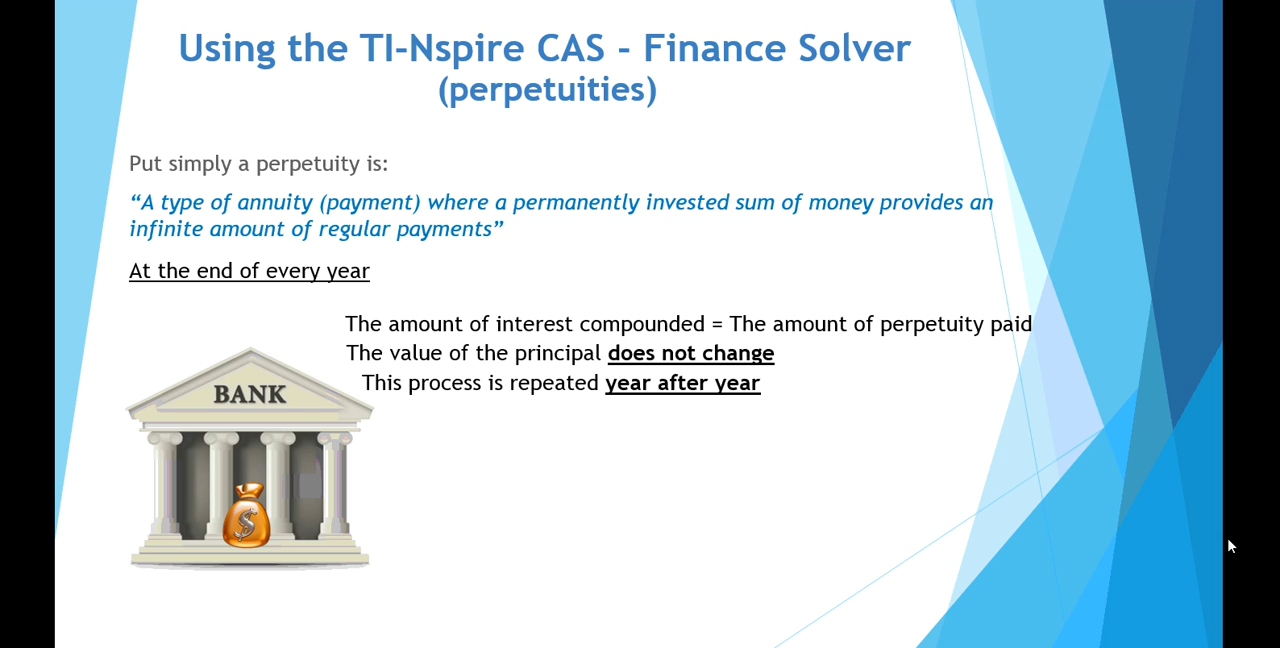 Using the TI-Nspire CAS - Finance Solver
(perpetuities)
Put simply a perpetuity is:
“A type of annuity (payment) where a permanently invested sum of money provides an
infinite amount of regular payments”
At the end of every year
The amount of interest compounded = The amount of perpetuity paid
The value of the principal does not change
This process is repeated year after year
BANK
$